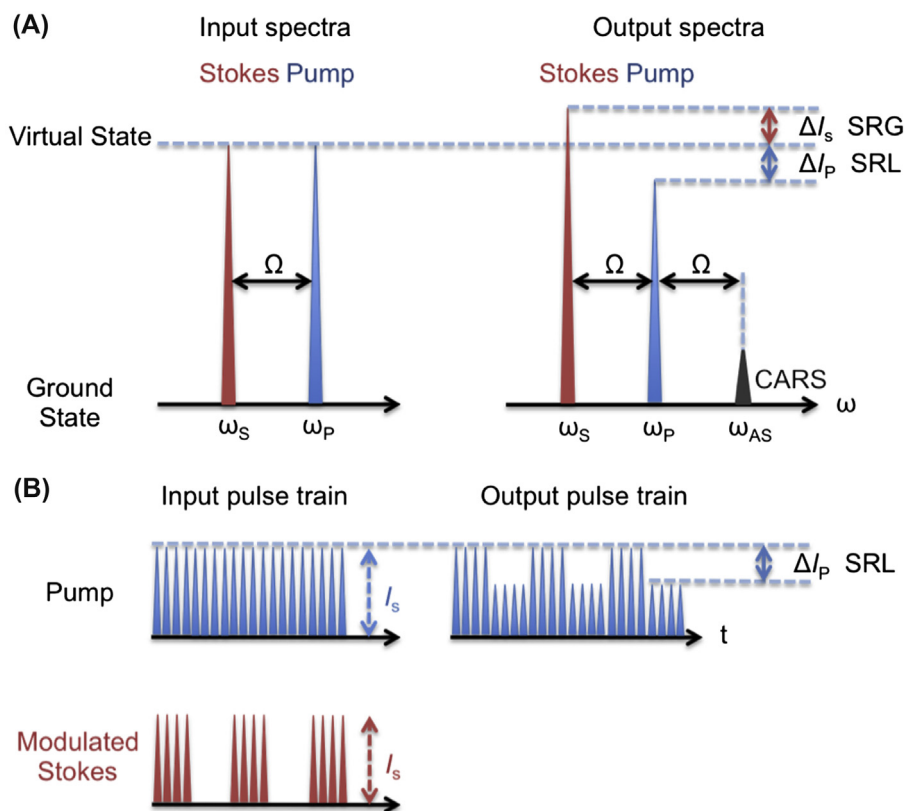 (A)
Input spectra
Output spectra
Stokes Pump
Stokes Pump
Virtual State
ΔIs SRG
ΔIP SRL
Ω
Ω
Ω
Ground
State
CARS
ω
ωS
ωP
ωS
ωP
ωAS
(B)
Input pulse train
Output pulse train
Pump
Is
ΔIP SRL
t
Modulated
Stokes
Is